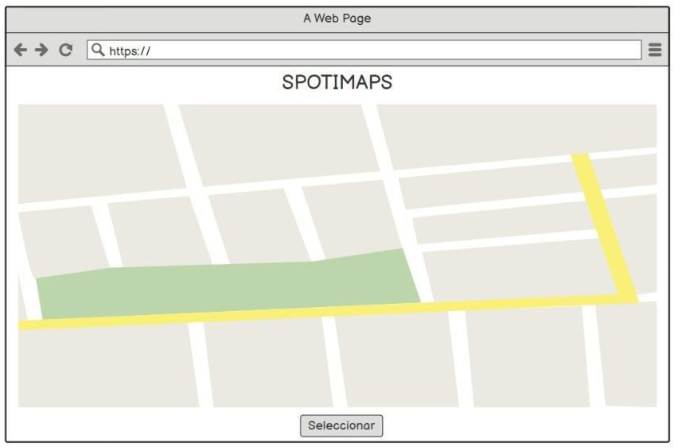 A Web Page
https://
SPOTIMAPS
Seleccionar